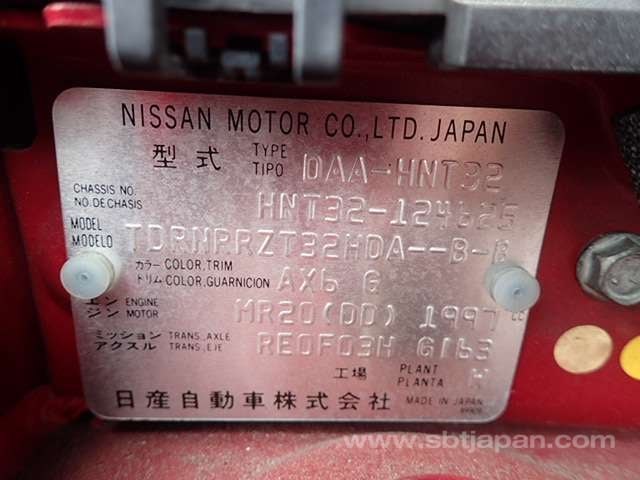 NISSAN MOTOR CO., LTD. JAPAN
型式 TYPE TIPO DAA-HNT32
CHASSIS NO. NO. DE CHASIS HNT32-124625
MODEL MODELO TDRNRRZT32HDA--B-B
カラー COLOR, TRIM
トリム COLOR, GUARNICION AX6 G
エンジン ENGINE MOTOR MR20(DD) 1997 cc
ミッション TRANS., AXLE
アクスル TRANS., EJE RE0F03H G163
工場 PLANT PLANTA W
日産自動車株式会社 MADE IN JAPAN
www.sbtjapan.com